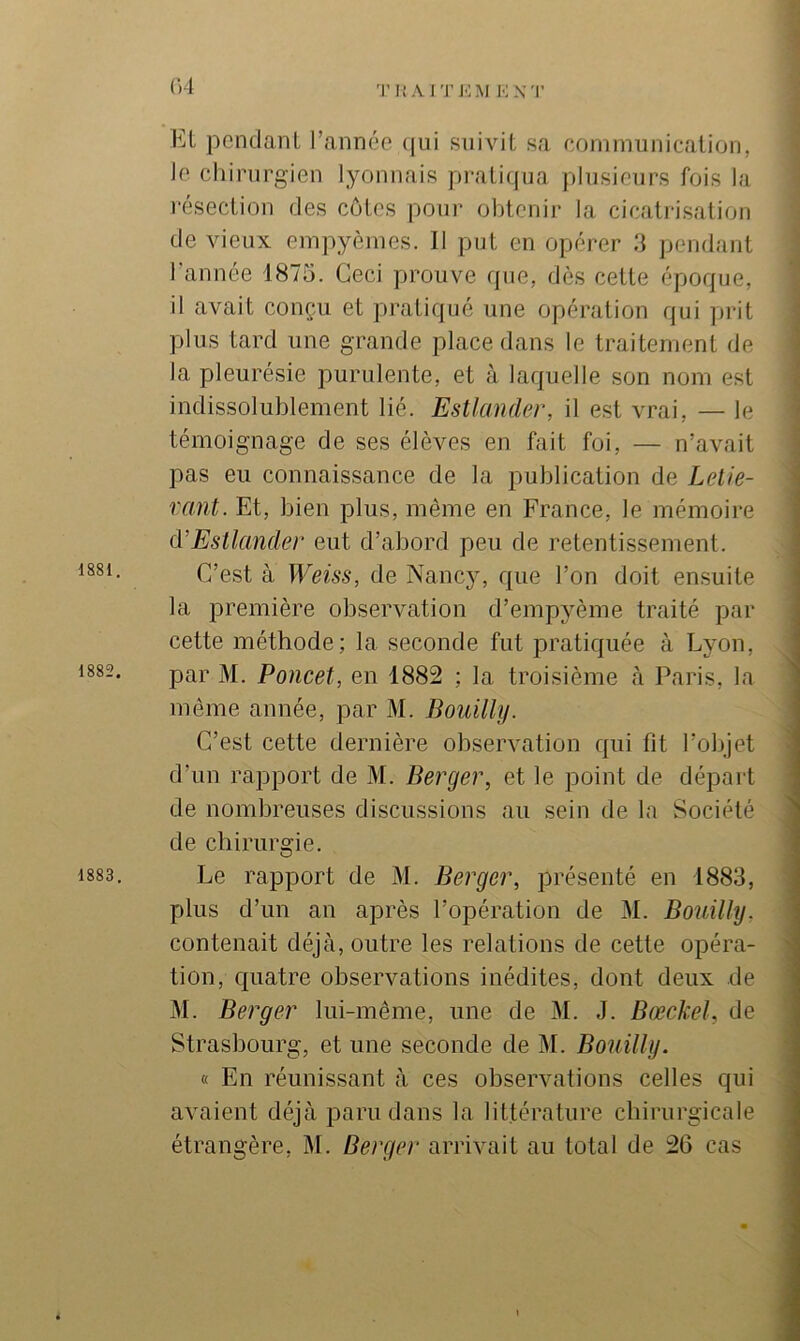 64
TRAITEMENT
Et pendant l'année qui suivit sa communication,
le chirurgien lyonnais pratiqua plusieurs fois la
résection des côtes pour obtenir la cicatrisation
de vieux empyèmes. Il put en opérer 3 pendant
l'année 1875. Ceci prouve que, dès cette époque,
il avait conçu et pratiqué une opération qui prit
plus tard une grande place dans le traitement de
la pleurésie purulente, et à laquelle son nom est
indissolublement lié. Estlander, il est vrai, — le
témoignage de ses élèves en fait foi, — n'avait
pas eu connaissance de la publication de Letie-
vant. Et, bien plus, même en France, le mémoire
d'Estlander eut d'abord peu de retentissement.
1881. C'est à Weiss, de Nancy, que l'on doit ensuite
la première observation d'empyème traité par
cette méthode; la seconde fut pratiquée à Lyon,
1882. par M. Poncet, en 1882 ; la troisième à Paris, la
même année, par M. Bouilly.
C'est cette dernière observation qui fit l'objet
d'un rapport de M. Berger, et le point de départ
de nombreuses discussions au sein de la Société
de chirurgie.
1883. Le rapport de M. Berger, présenté en 1883,
plus d'un an après l'opération de M. Bouilly,
contenait déjà, outre les relations de cette opéra-
tion, quatre observations inédites, dont deux de
M. Berger lui-même, une de M. J. Bœckel, de
Strasbourg, et une seconde de M. Bouilly.
« En réunissant à ces observations celles qui
avaient déjà paru dans la littérature chirurgicale
étrangère, M. Berger arrivait au total de 26 cas